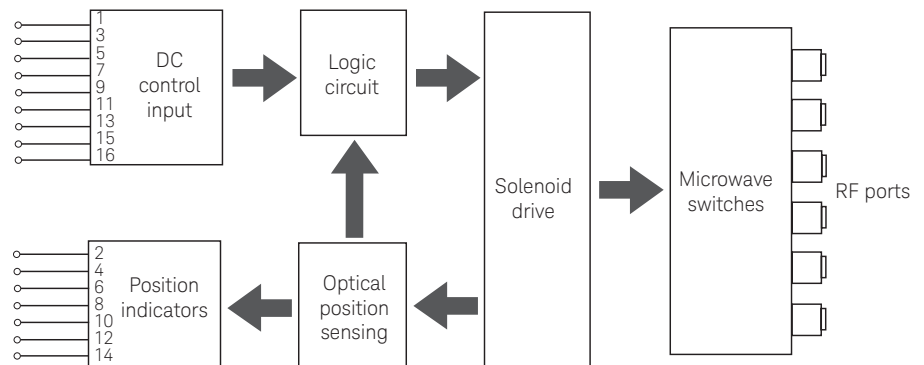 1
3
5
7
9
11
13
15
16
DC
control
input
Logic
circuit
Solenoid
drive
Microwave
switches
RF ports
2
4
6
8
10
12
14
Position
indicators
Optical
position
sensing